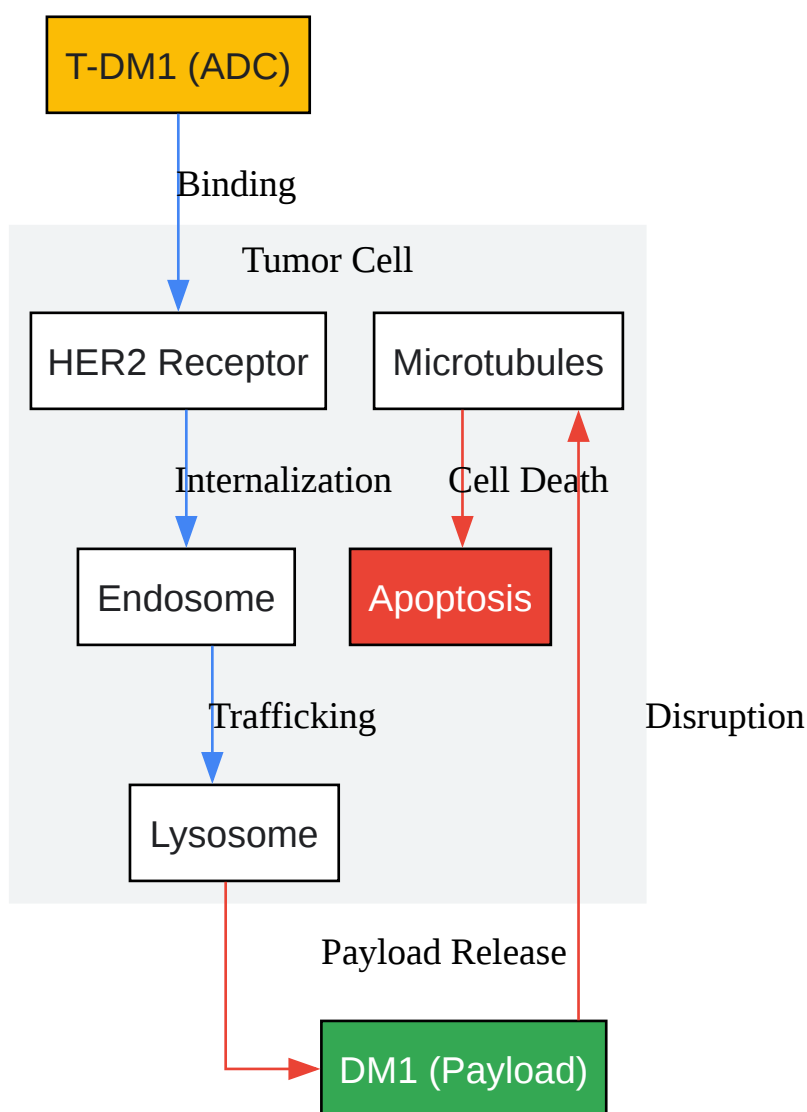 T-DM1 (ADC)
Binding
Tumor Cell
HER2 Receptor
Microtubules
Internalization
Cell Death
Endosome
Apoptosis
Trafficking
Disruption
Lysosome
Payload Release
DM1 (Payload)